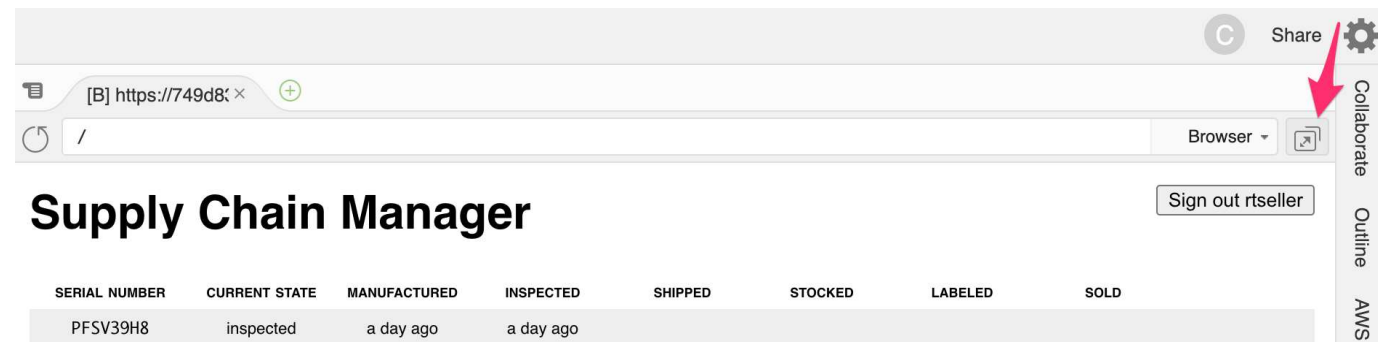 C Share
[B] https://749d8
/ Browser
Supply Chain Manager
Sign out rtseller
SERIAL NUMBER CURRENT STATE MANUFACTURED INSPECTED SHIPPED STOCKED LABELED SOLD
PFSV39H8 inspected a day ago a day ago
Collaborate
Outline
AWS